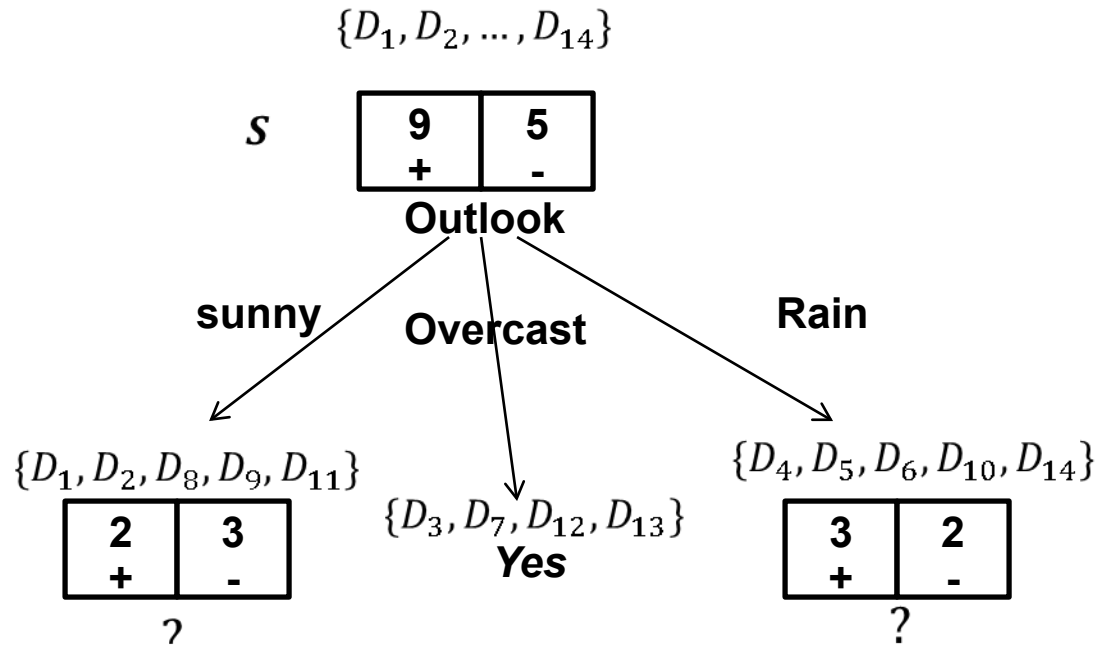 {D₁, D₂, …, D₁₄}
S
9 5
+ -
Outlook
sunny
Overcast
Rain
{D₁, D₂, D₈, D₉, D₁₁}
2 3
+ -
?
{D₃, D₇, D₁₂, D₁₃}
Yes
{D₄, D₅, D₆, D₁₀, D₁₄}
3 2
+ -
?